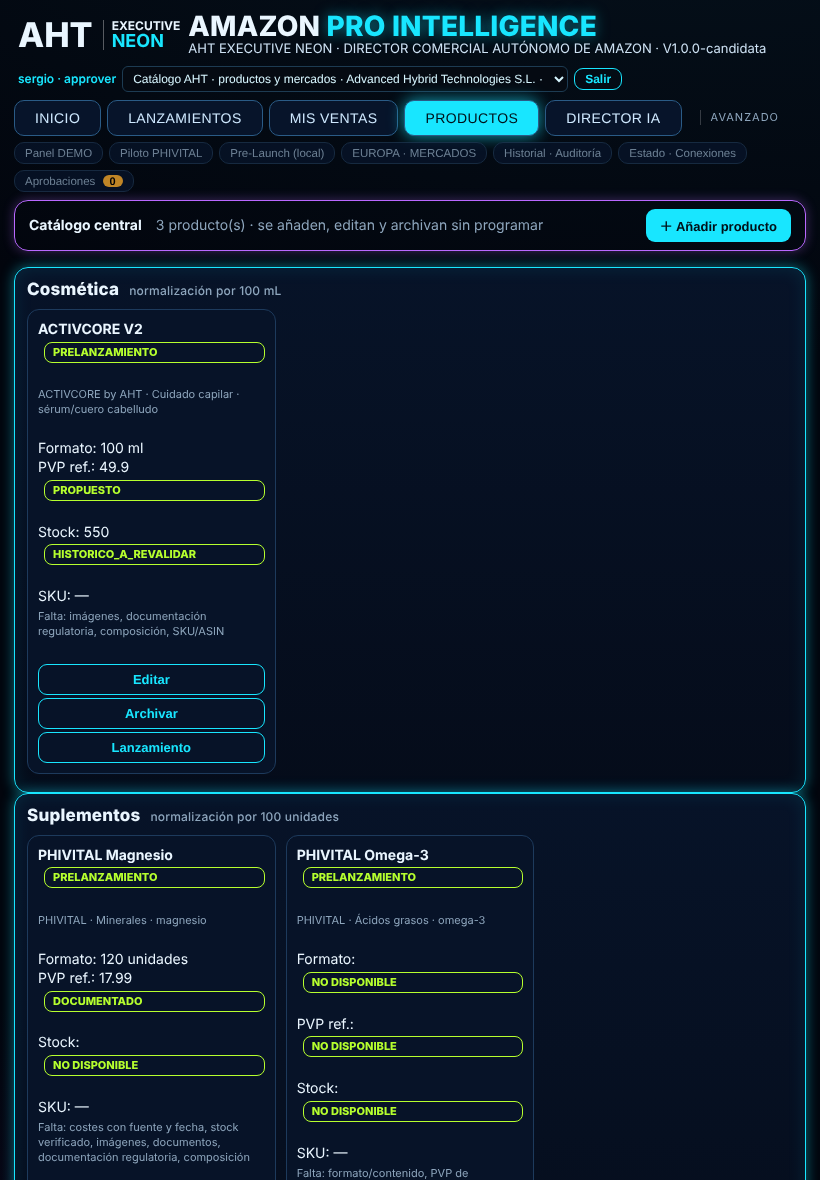 AHT EXECUTIVE NEON
AMAZON PRO INTELLIGENCE
AHT EXECUTIVE NEON · DIRECTOR COMERCIAL AUTÓNOMO DE AMAZON · V1.0.0-candidata
sergio · approver Catálogo AHT · productos y mercados · Advanced Hybrid Technologies S.L. · Salir
INICIO LANZAMIENTOS MIS VENTAS PRODUCTOS DIRECTOR IA AVANZADO
Panel DEMO Piloto PHIVITAL Pre-Launch (local) EUROPA · MERCADOS Historial · Auditoría Estado · Conexiones
Aprobaciones 0
Catálogo central 3 producto(s) · se añaden, editan y archivan sin programar + Añadir producto
Cosmética normalización por 100 mL
ACTIVCORE V2
PRELANZAMIENTO
ACTIVCORE by AHT · Cuidado capilar ·
sérum/cuero cabelludo
Formato: 100 ml
PVP ref.: 49.9
PROPUESTO
Stock: 550
HISTORICO_A_REVALIDAR
SKU: —
Falta: imágenes, documentación
regulatoria, composición, SKU/ASIN
Editar
Archivar
Lanzamiento
Suplementos normalización por 100 unidades
PHIVITAL Magnesio
PRELANZAMIENTO
PHIVITAL · Minerales · magnesio
Formato: 120 unidades
PVP ref.: 17.99
DOCUMENTADO
Stock:
NO DISPONIBLE
SKU: —
Falta: costes con fuente y fecha, stock
verificado, imágenes, documentos,
documentación regulatoria, composición
PHIVITAL Omega-3
PRELANZAMIENTO
PHIVITAL · Ácidos grasos · omega-3
Formato:
NO DISPONIBLE
PVP ref.:
NO DISPONIBLE
Stock:
NO DISPONIBLE
SKU: —
Falta: formato/contenido, PVP de